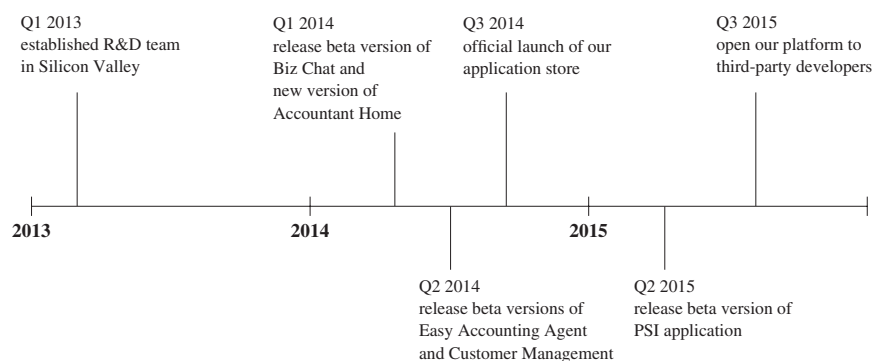 Q1 2013
established R&D team
in Silicon Valley
Q1 2014
release beta version of
Biz Chat and
new version of
Accountant Home
Q3 2014
official launch of our
application store
Q3 2015
open our platform to
third-party developers
2013
2014
2015
Q2 2014
release beta versions of
Easy Accounting Agent
and Customer Management
Q2 2015
release beta version of
PSI application